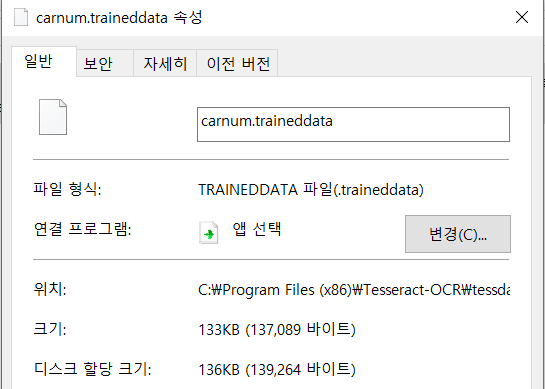 carnum.traineddata 속성
일반 보안 자세히 이전 버전
carnum.traineddata
파일 형식: TRAINEDDATA 파일(.traineddata)
연결 프로그램: 앱 선택 변경(C)...
위치: C:₩Program Files (x86)₩Tesseract-OCR₩tessda
크기: 133KB (137,089 바이트)
디스크 할당 크기: 136KB (139,264 바이트)